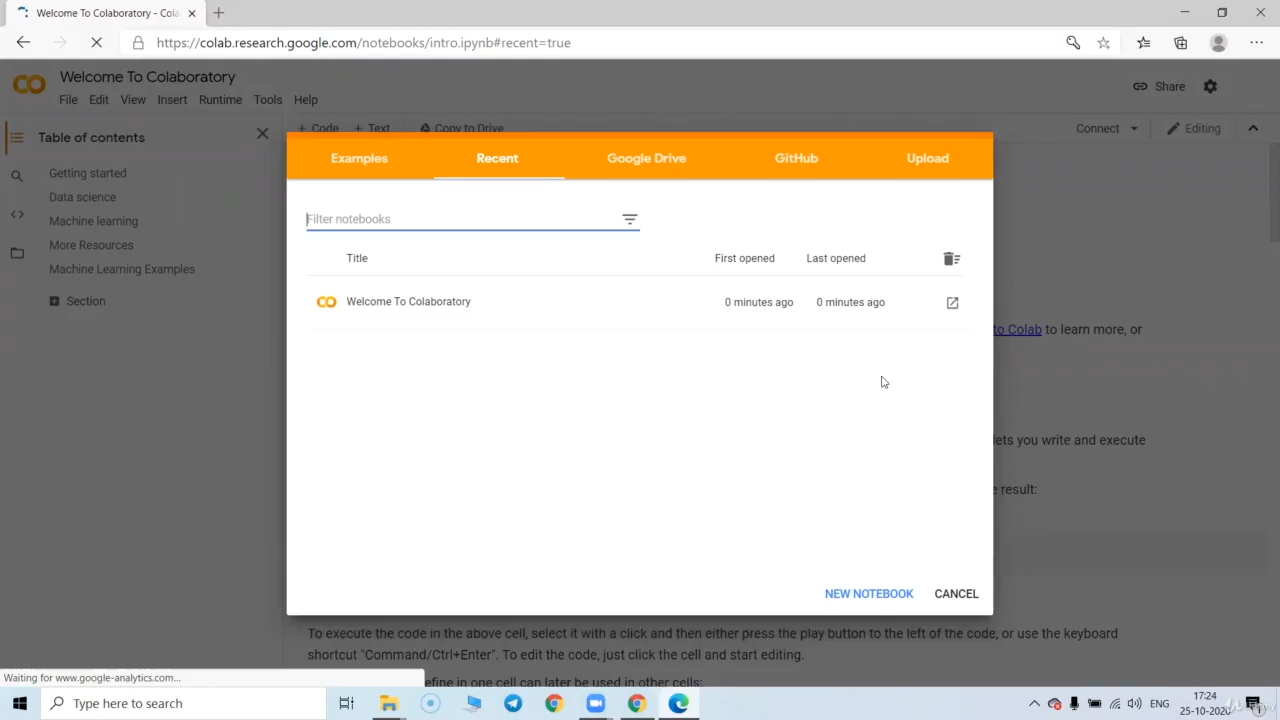 Welcome To Colaboratory - Cola
https://colab.research.google.com/notebooks/intro.ipynb#recent=true
Welcome To Colaboratory
Share
File Edit View Insert Runtime Tools Help
Table of contents
+ Code + Text Copy to Drive
Connect
Editing
Examples Recent Google Drive GitHub Upload
Getting started
Data science
Machine learning
More Resources
Machine Learning Examples
Section
Filter notebooks
Title First opened Last opened
Welcome To Colaboratory 0 minutes ago 0 minutes ago
to Colab to learn more, or
lets you write and execute
e result:
NEW NOTEBOOK CANCEL
To execute the code in the above cell, select it with a click and then either press the play button to the left of the code, or use the keyboard
shortcut "Command/Ctrl+Enter". To edit the code, just click the cell and start editing.
efine in one cell can later be used in other cells:
Waiting for www.google-analytics.com...
Type here to search
ENG
17:24
25-10-2020